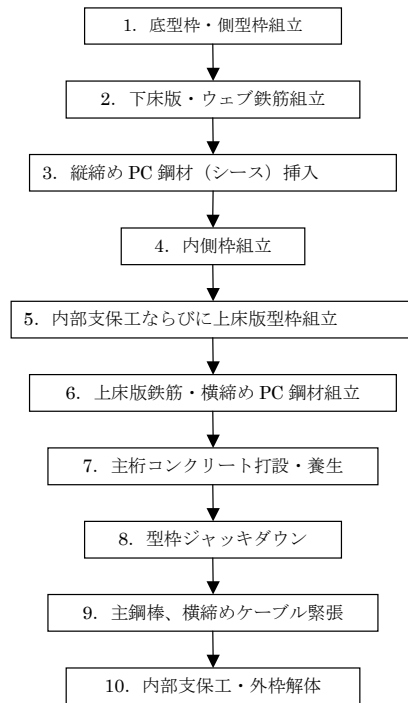 1. 底型枠・側型枠組立
2. 下床版・ウェブ鉄筋組立
3. 縦締め PC 鋼材（シース）挿入
4. 内側枠組立
5. 内部支保工ならびに上床版型枠組立
6. 上床版鉄筋・横締め PC 鋼材組立
7. 主桁コンクリート打設・養生
8. 型枠ジャッキダウン
9. 主鋼棒、横締めケーブル緊張
10. 内部支保工・外枠解体